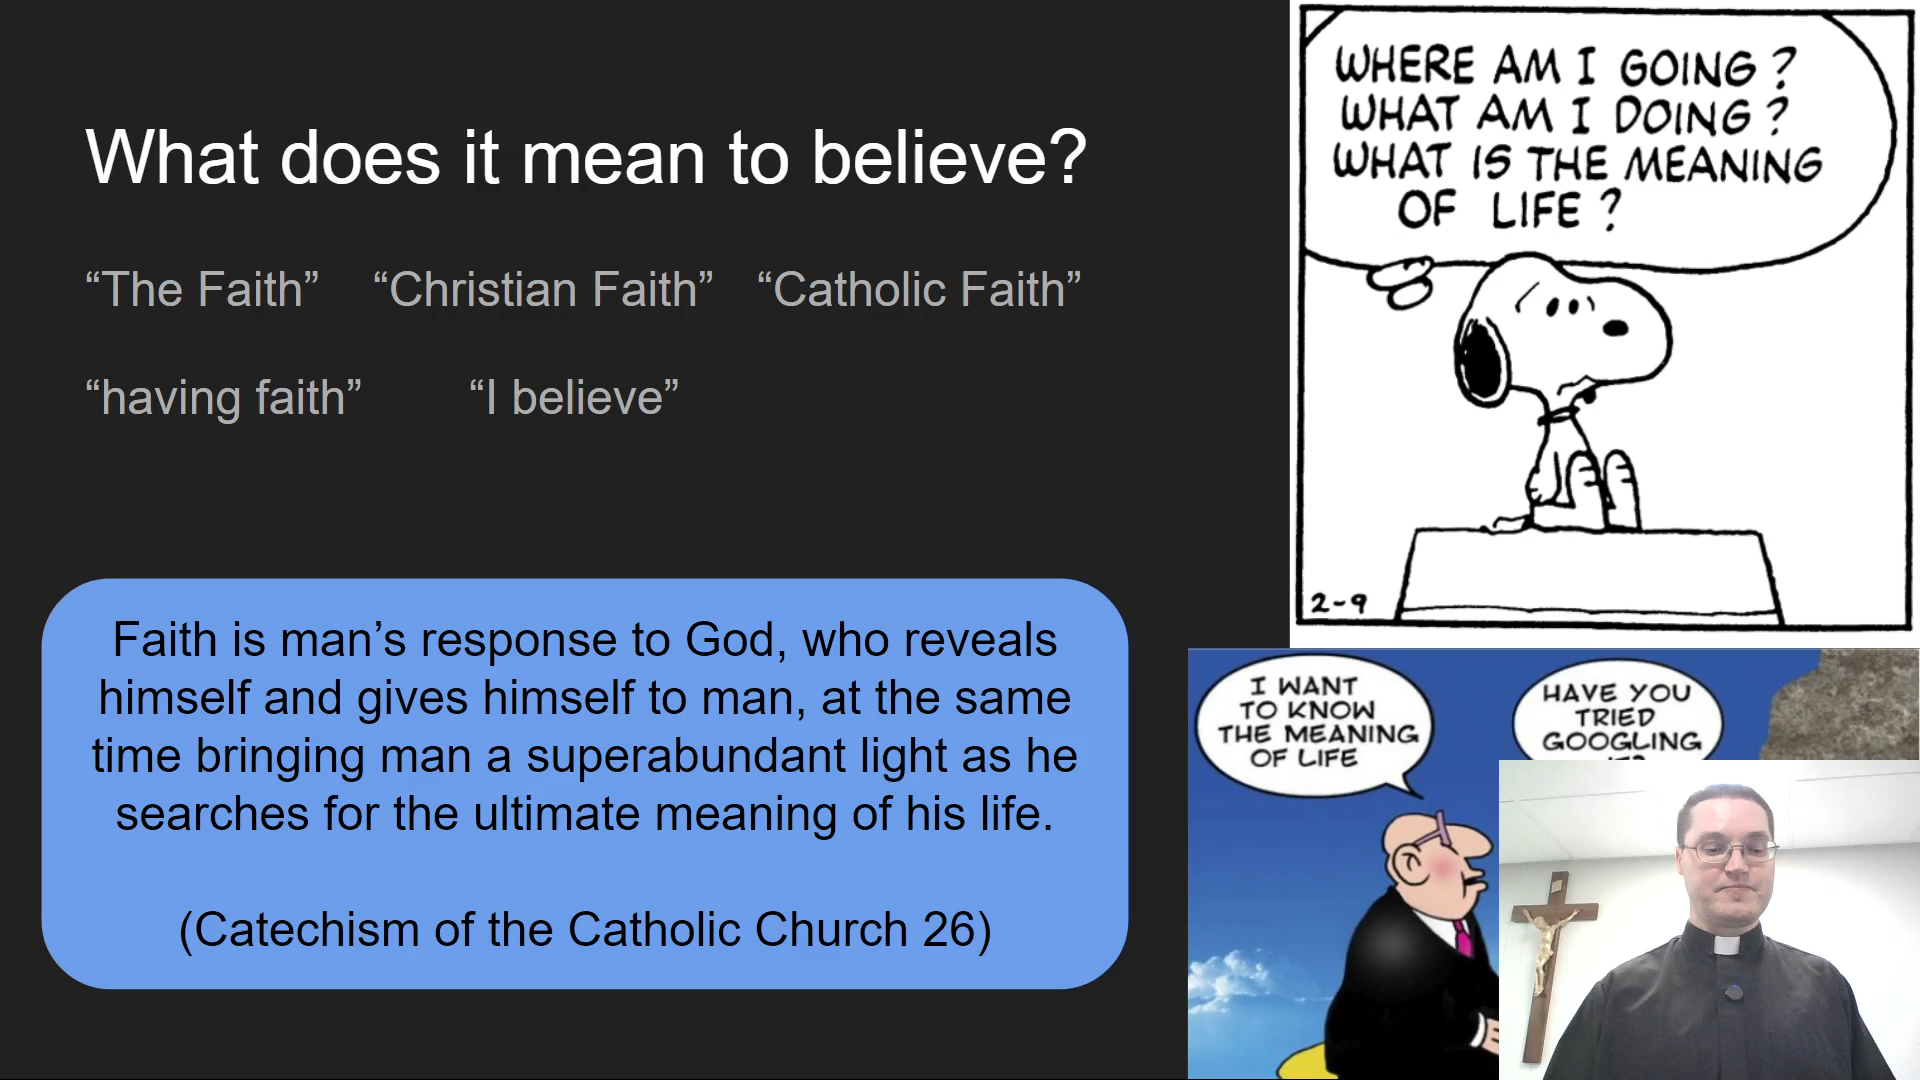 What does it mean to believe?
“The Faith” “Christian Faith” “Catholic Faith”
“having faith” “I believe”
Faith is man’s response to God, who reveals
himself and gives himself to man, at the same
time bringing man a superabundant light as he
searches for the ultimate meaning of his life.
(Catechism of the Catholic Church 26)
WHERE AM I GOING?
WHAT AM I DOING?
WHAT IS THE MEANING
OF LIFE?
2-9
I WANT
TO KNOW
THE MEANING
OF LIFE
HAVE YOU
TRIED
GOOGLING